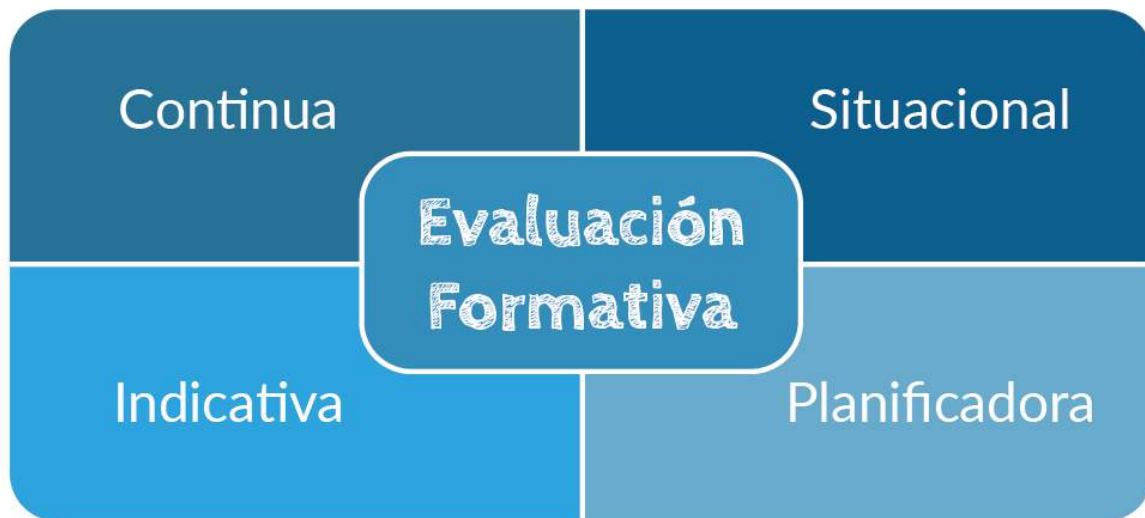 Continua
Situacional
Evaluación
Formativa
Indicativa
Planificadora